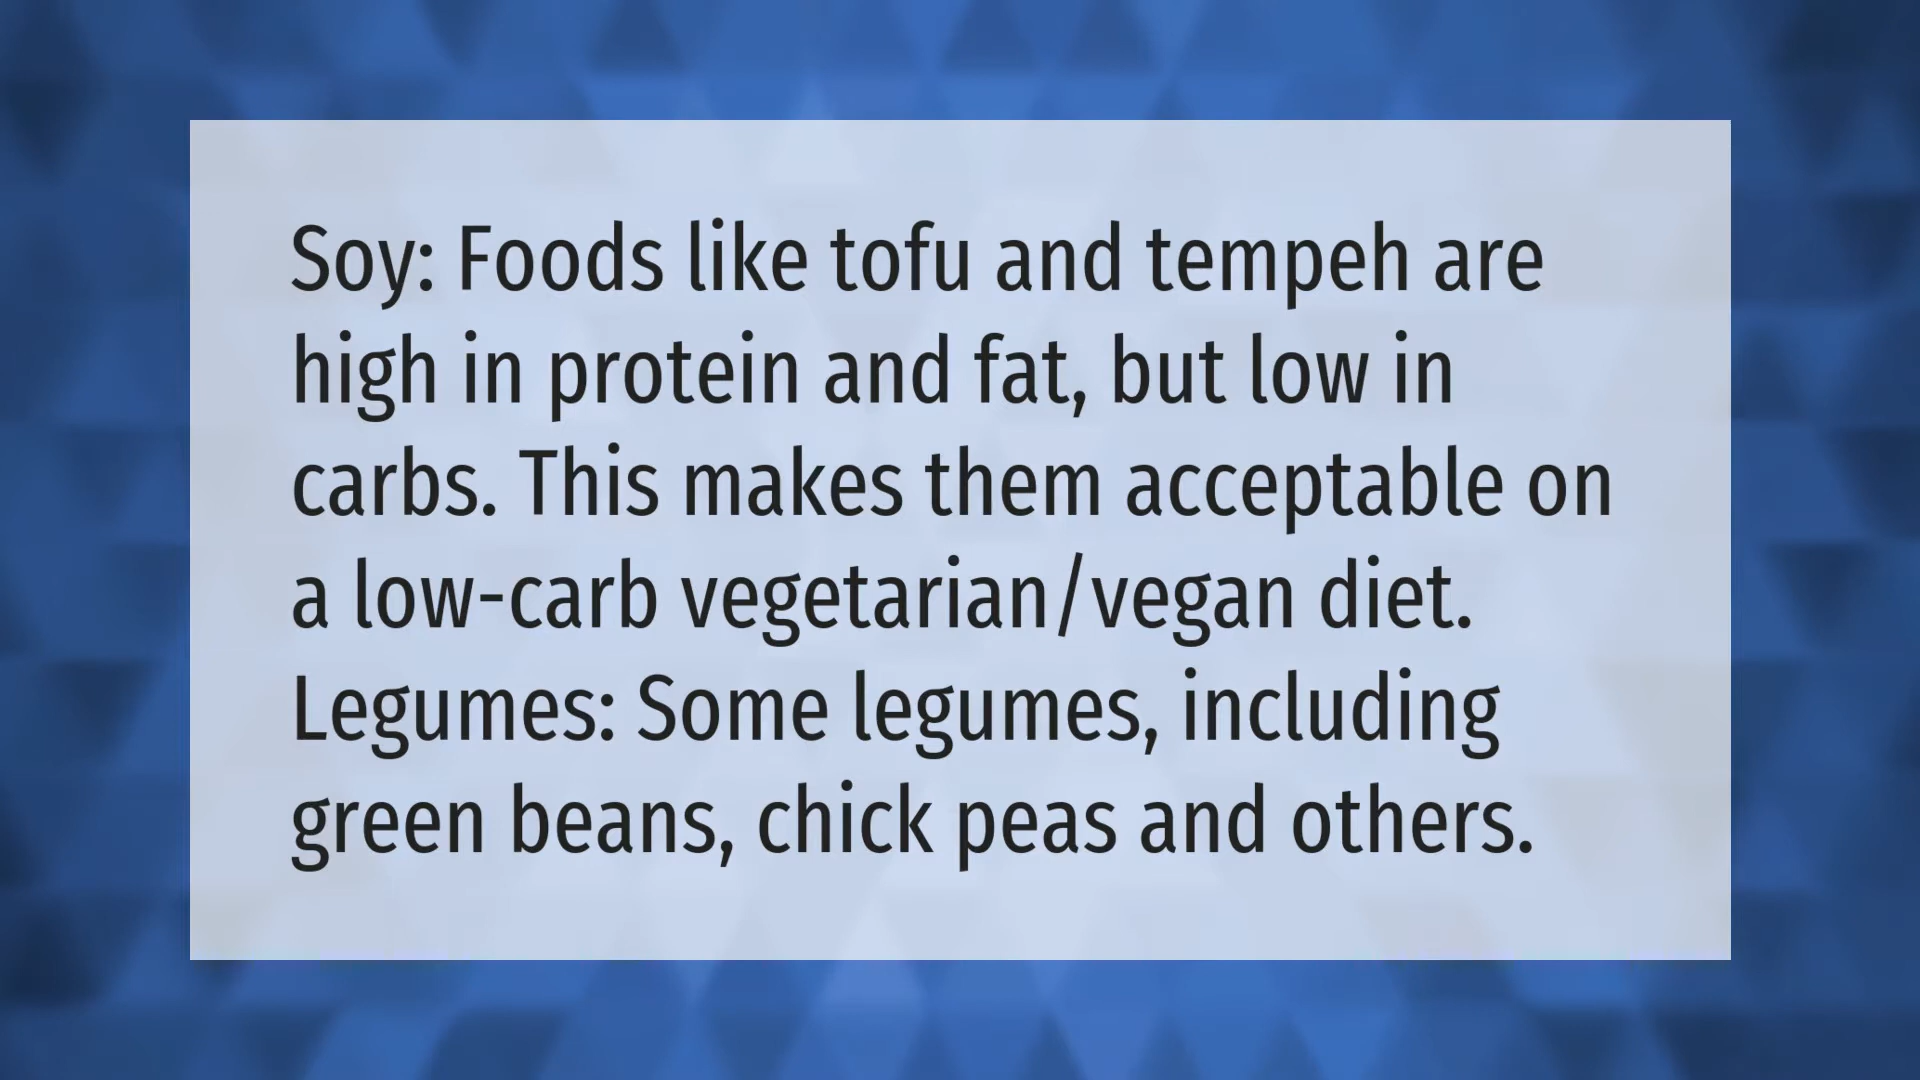 Soy: Foods like tofu and tempeh are
high in protein and fat, but low in
carbs. This makes them acceptable on
a low-carb vegetarian/vegan diet.
Legumes: Some legumes, including
green beans, chick peas and others.